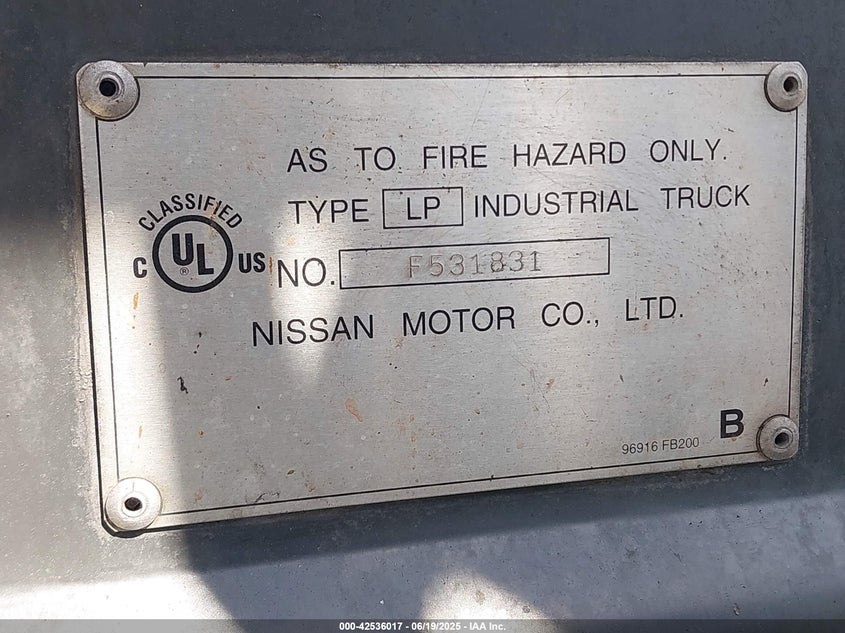 AS TO FIRE HAZARD ONLY.
TYPE LP INDUSTRIAL TRUCK
CLASSIFIED
C UL® US
NO. F531831
NISSAN MOTOR CO., LTD.
B
96916 FB200
000-42536017 - 06/19/2025 - IAA Inc.